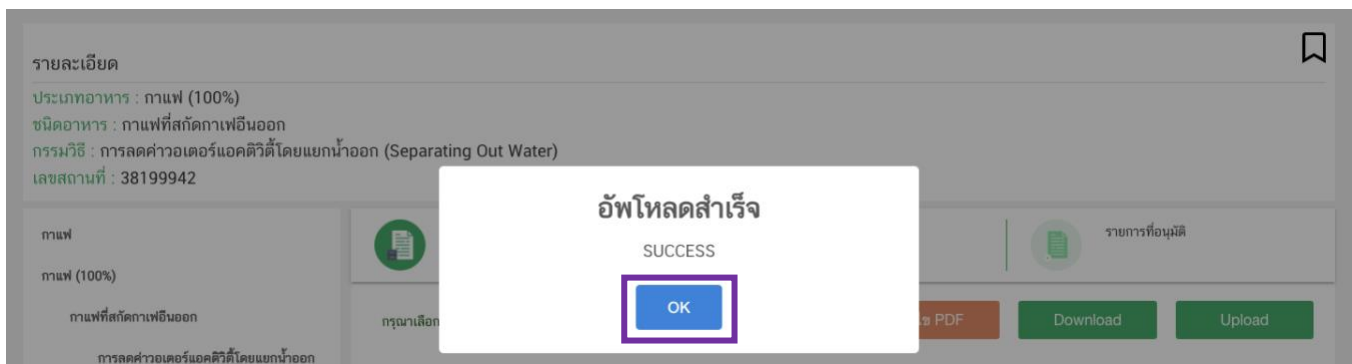 รายละเอียด
ประเภทอาหาร : กาแฟ (100%)
ชนิดอาหาร : กาแฟที่สกัดกาเฟอีนออก
กรรมวิธี : การลดค่าวอเตอร์แอคติวิตี้โดยแยกน้ำออก (Separating Out Water)
เลขสถานที่ : 38199942
อัพโหลดสำเร็จ
SUCCESS
OK
กาแฟ
กาแฟ (100%)
กาแฟที่สกัดกาเฟอีนออก
การลดค่าวอเตอร์แอคติวิตี้โดยแยกน้ำออก
รายการที่อนุมัติ
กรุณาเลือก
PDF
Download
Upload